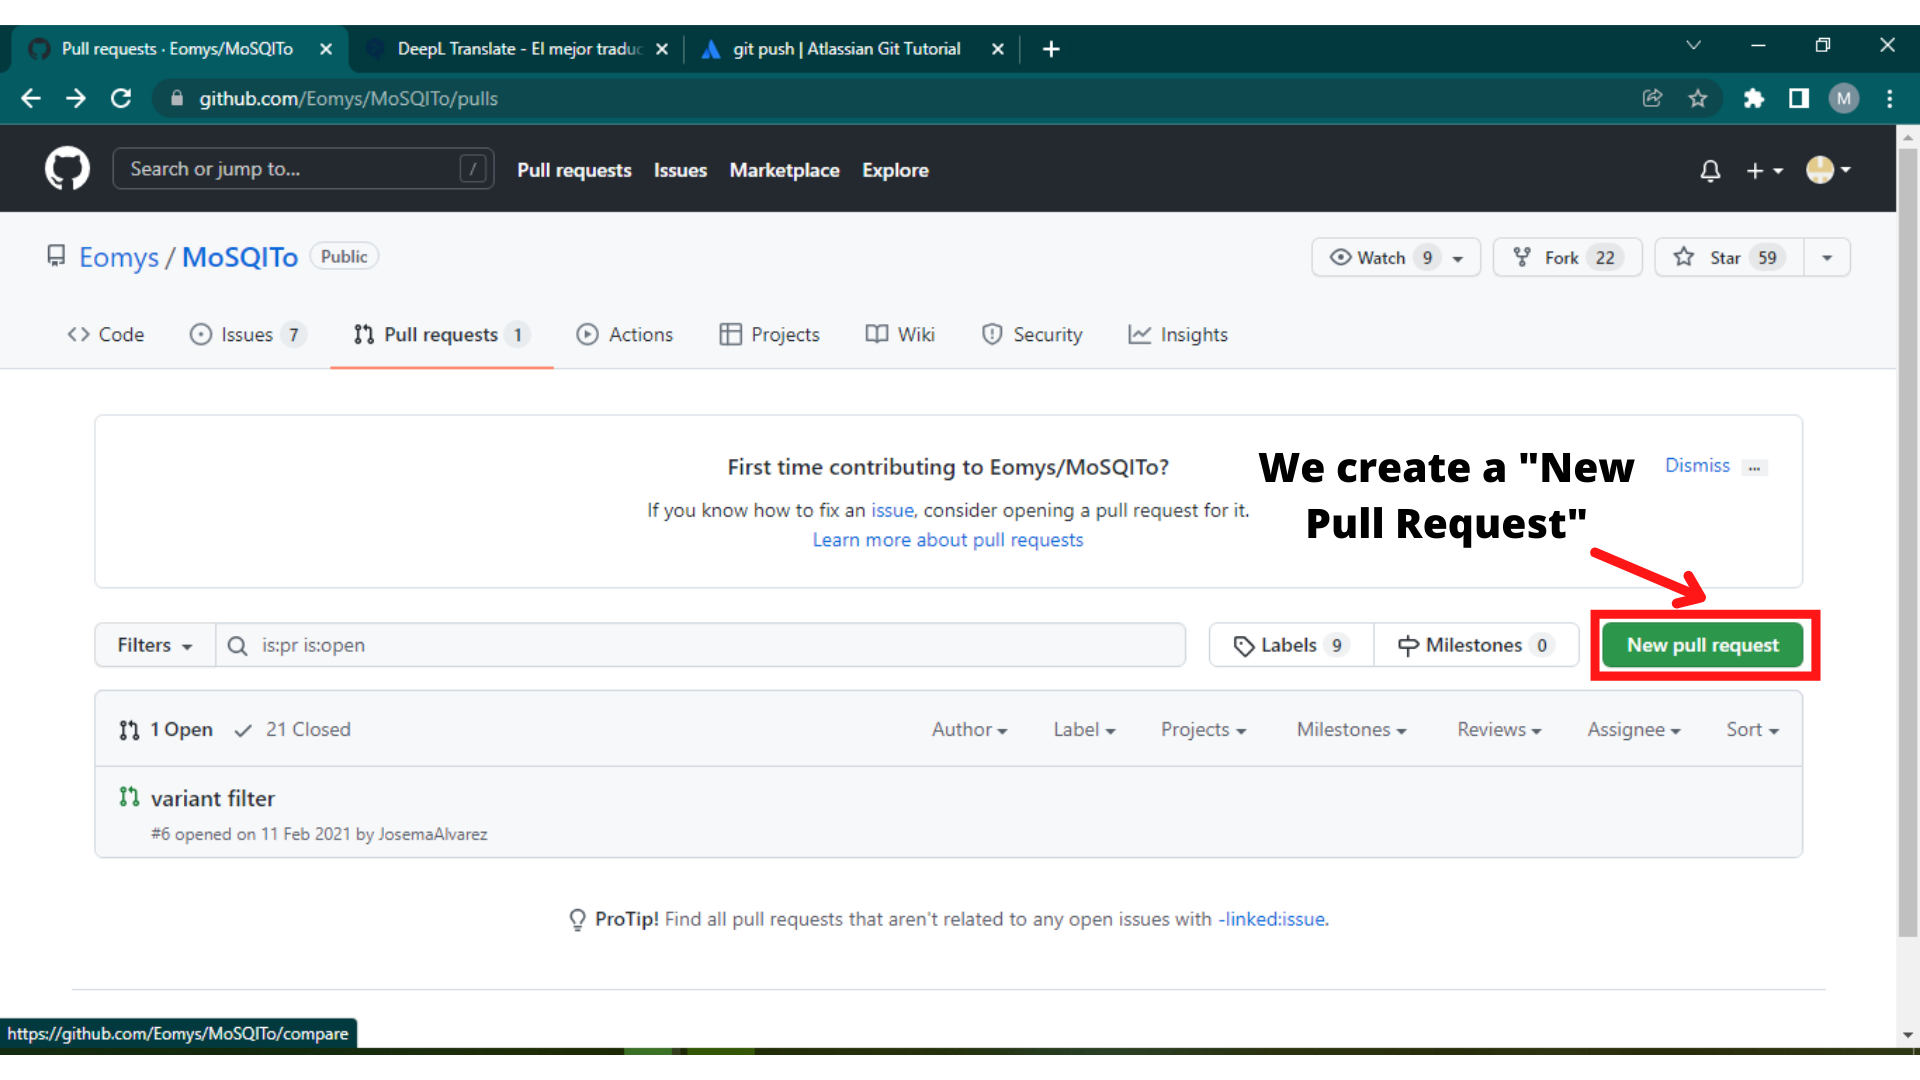 Pull requests · Eomys/MoSQITo
DeepL Translate - El mejor traduc
git push | Atlassian Git Tutorial
github.com/Eomys/MoSQITo/pulls
M
Search or jump to...
/
Pull requests
Issues
Marketplace
Explore
Eomys / MoSQITo Public
Watch 9
Fork 22
Star 59
Code
Issues 7
Pull requests 1
Actions
Projects
Wiki
Security
Insights
First time contributing to Eomys/MoSQITo?
If you know how to fix an issue, consider opening a pull request for it.
Learn more about pull requests
Dismiss ...
We create a "New
Pull Request"
Filters
is:pr is:open
Labels 9
Milestones 0
New pull request
1 Open
21 Closed
Author
Label
Projects
Milestones
Reviews
Assignee
Sort
variant filter
#6 opened on 11 Feb 2021 by JosemaAlvarez
ProTip! Find all pull requests that aren't related to any open issues with -linked:issue.
https://github.com/Eomys/MoSQITo/compare